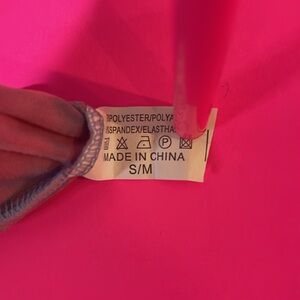 POLYESTER/POLYA
SPANDEX/ELASTHA
MADE IN CHINA
S/M